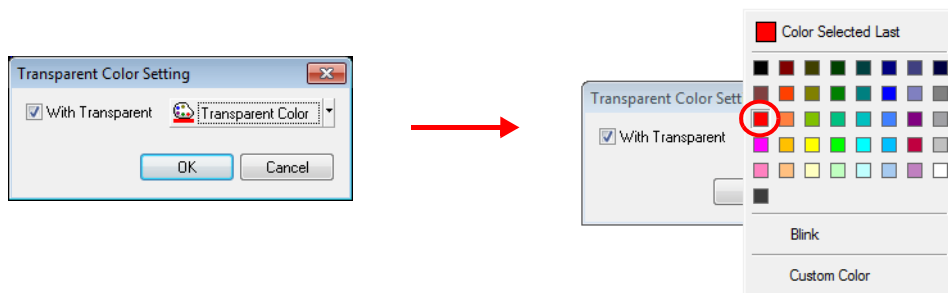 Transparent Color Setting
With Transparent
Transparent Color
OK
Cancel
Color Selected Last
Transparent Color Sett
With Transparent
Blink
Custom Color